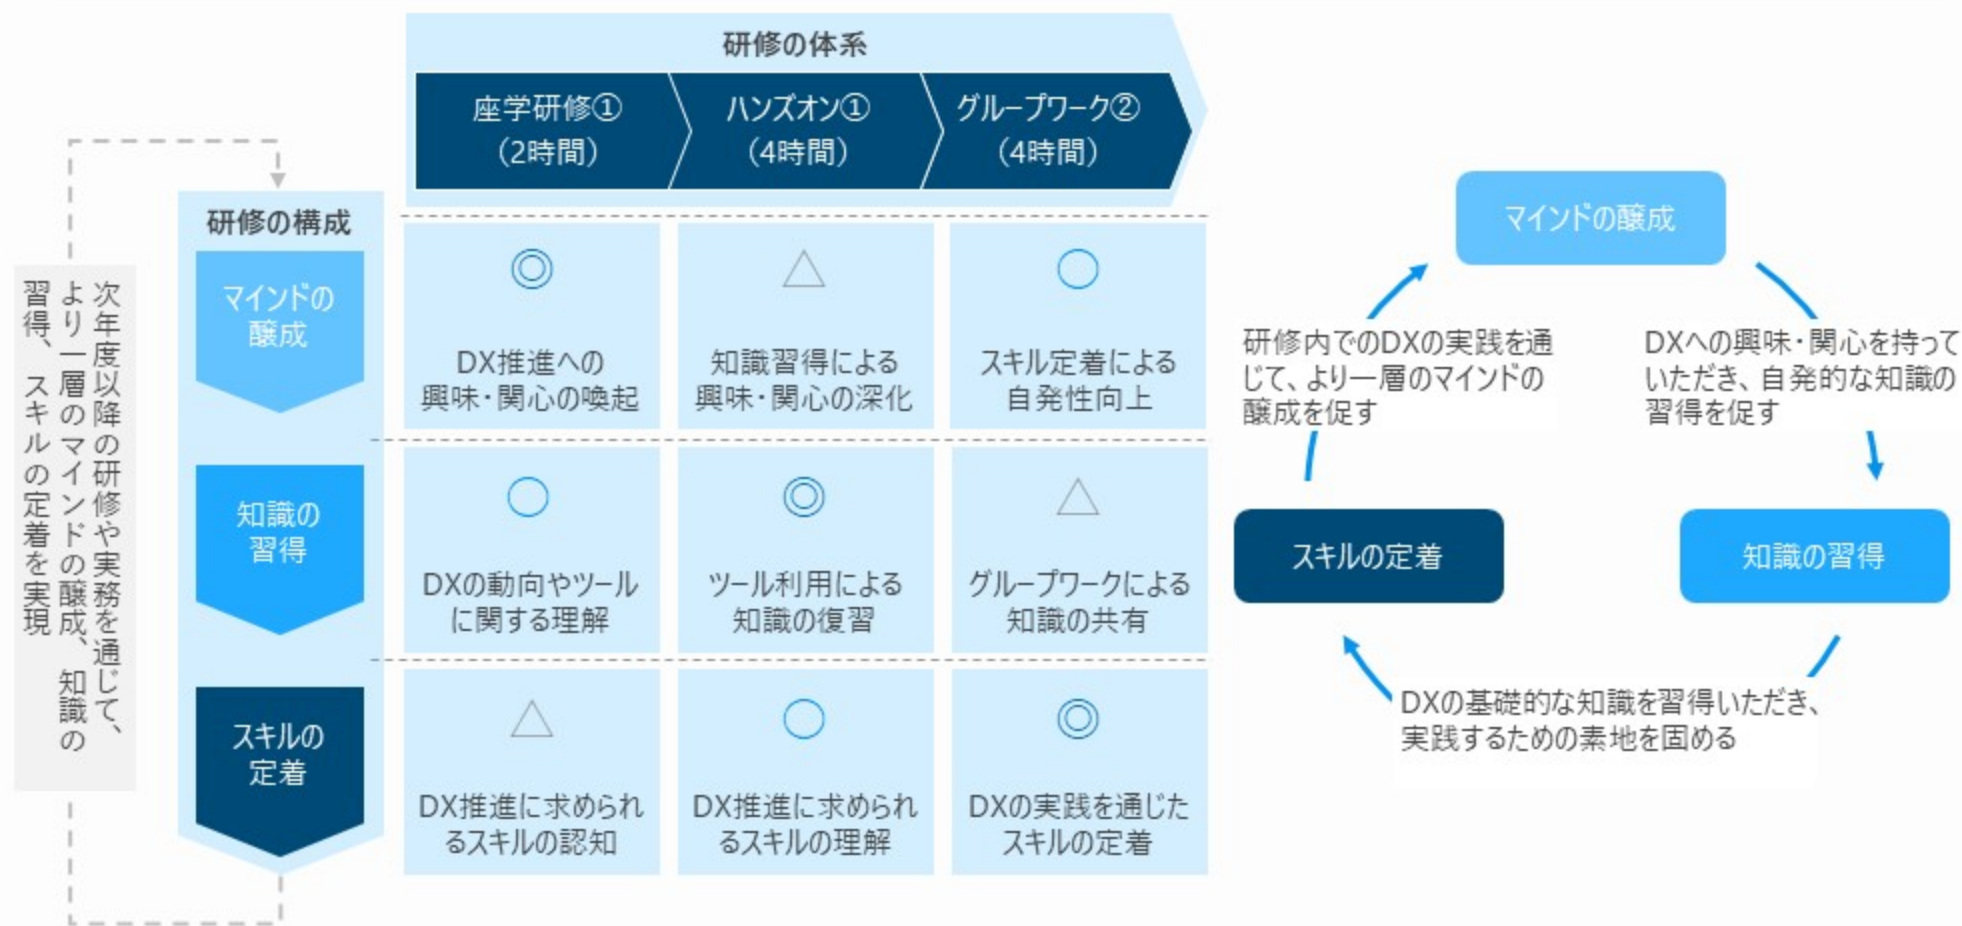 研修の体系
座学研修①
（2時間）
ハンズオン①
（4時間）
グループワーク②
（4時間）
次年度以降の研修や実務を通じて、
より一層のマインドの醸成、知識の
習得、スキルの定着を実現
研修の構成
マインドの
醸成
◎
DX推進への
興味・関心の喚起
△
知識習得による
興味・関心の深化
○
スキル定着による
自発性向上
知識の
習得
○
DXの動向やツール
に関する理解
◎
ツール利用による
知識の復習
△
グループワークによる
知識の共有
スキルの
定着
△
DX推進に求められ
るスキルの認知
○
DX推進に求められ
るスキルの理解
◎
DXの実践を通じた
スキルの定着
マインドの醸成
DXへの興味・関心を持って
いただき、自発的な知識の
習得を促す
知識の習得
DXの基礎的な知識を習得いただき、
実践するための素地を固める
スキルの定着
研修内でのDXの実践を通
じて、より一層のマインドの
醸成を促す